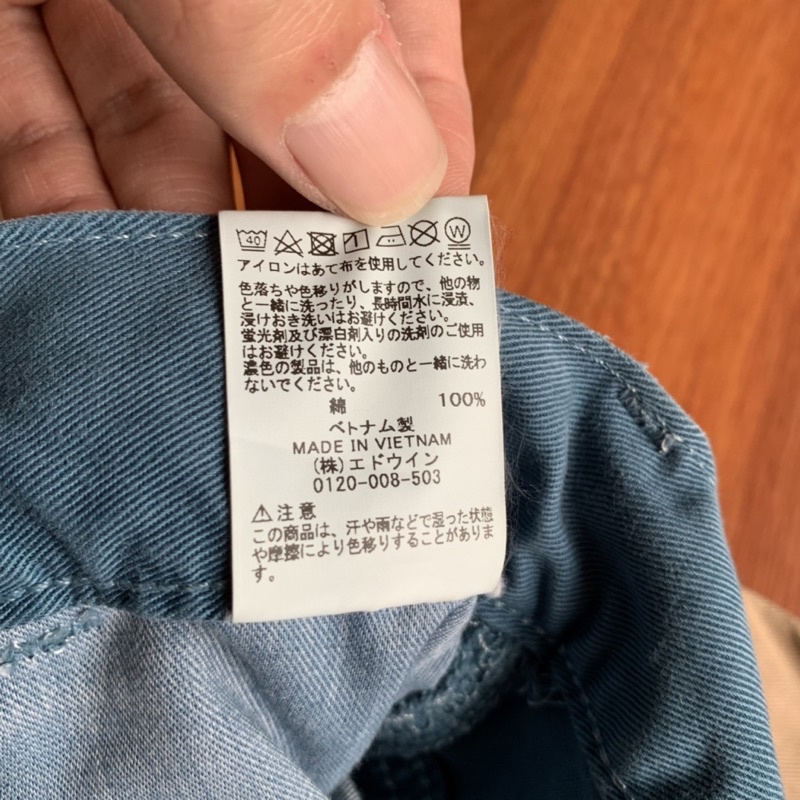 40 W
アイロンはあて布を使用してください。
色落ちや色移りがしますので、他の物
と一緒に洗ったり、長時間水に浸漬、
浸けおき洗いはお避けください。
蛍光剤及び漂白剤入りの洗剤のご使用
はお避けください。
濃色の製品は、他のものと一緒に洗わ
ないでください。
綿 100%
ベトナム製
MADE IN VIETNAM
(株)エドウイン
0120-008-503
⚠注意
この商品は、汗や雨などで湿った状態
や摩擦により色移りすることがありま
す。